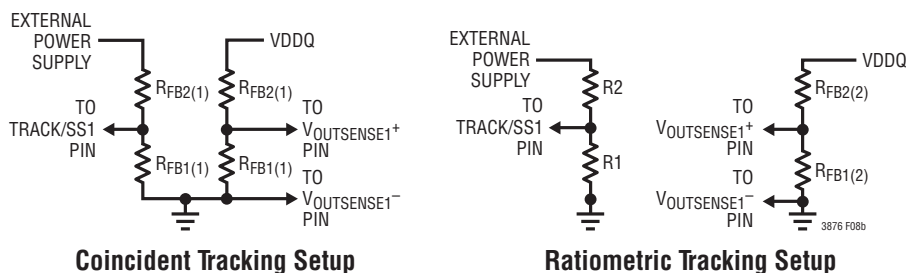 EXTERNAL
POWER
SUPPLY
VDDQ
RFB2(1)
RFB2(1)
TO
TRACK/SS1
PIN
TO
VOUTSENSE1+
PIN
RFB1(1)
RFB1(1)
TO
VOUTSENSE1–
PIN
Coincident Tracking Setup
EXTERNAL
POWER
SUPPLY
VDDQ
R2
RFB2(2)
TO
TRACK/SS1
PIN
TO
VOUTSENSE1+
PIN
R1
RFB1(2)
TO
VOUTSENSE1–
PIN
3876 F08b
Ratiometric Tracking Setup